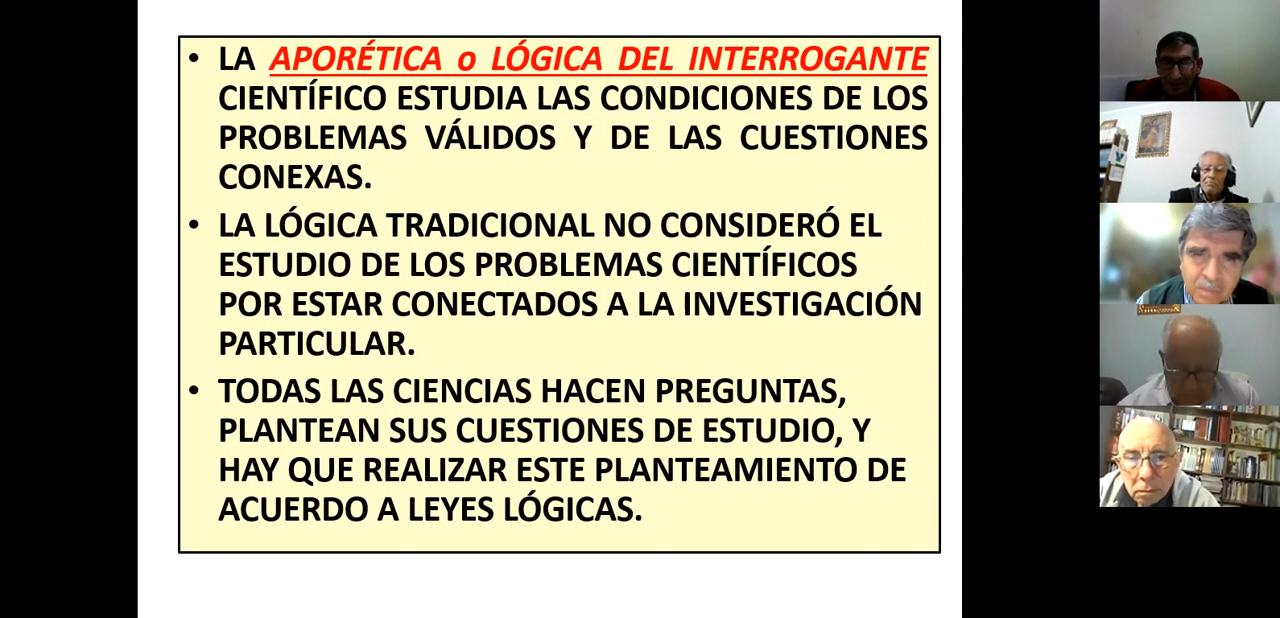 • LA APORÉTICA o LÓGICA DEL INTERROGANTE
CIENTÍFICO ESTUDIA LAS CONDICIONES DE LOS
PROBLEMAS VÁLIDOS Y DE LAS CUESTIONES
CONEXAS.
• LA LÓGICA TRADICIONAL NO CONSIDERÓ EL
ESTUDIO DE LOS PROBLEMAS CIENTÍFICOS
POR ESTAR CONECTADOS A LA INVESTIGACIÓN
PARTICULAR.
• TODAS LAS CIENCIAS HACEN PREGUNTAS,
PLANTEAN SUS CUESTIONES DE ESTUDIO, Y
HAY QUE REALIZAR ESTE PLANTEAMIENTO DE
ACUERDO A LEYES LÓGICAS.